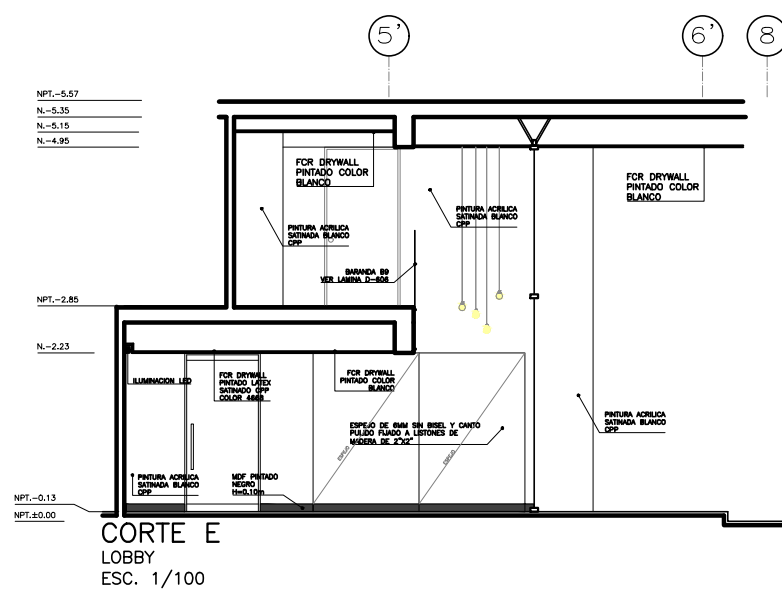 5'
6'
8
NPT.-5.57
N.-5.35
N.-5.15
N.-4.95
FCR DRYWALL
PINTADO COLOR
BLANCO
FCR DRYWALL
PINTADO COLOR
BLANCO
PINTURA ACRILICA
SATINADA BLANCO
CPP
PINTURA ACRILICA
SATINADA BLANCO
CPP
BARANDA B9
VER LAMINA D-606
NPT.-2.85
N.-2.23
ILUMINACION LED
FCR DRYWALL
PINTADO LATEX
SATINADO CPP
COLOR 4668
FCR DRYWALL
PINTADO COLOR
BLANCO
PINTURA ACRILICA
SATINADA BLANCO
CPP
ESPEJO DE 6MM SIN BISEL Y CANTO
PULIDO FIJADO A LISTONES DE
MADERA DE 2"X2"
ESPEJO
ESPEJO
PINTURA ACRILICA
SATINADA BLANCO
CPP
MDF PINTADO
NEGRO
H=0.10m
NPT.-0.13
NPT.±0.00
CORTE E
LOBBY
ESC. 1/100